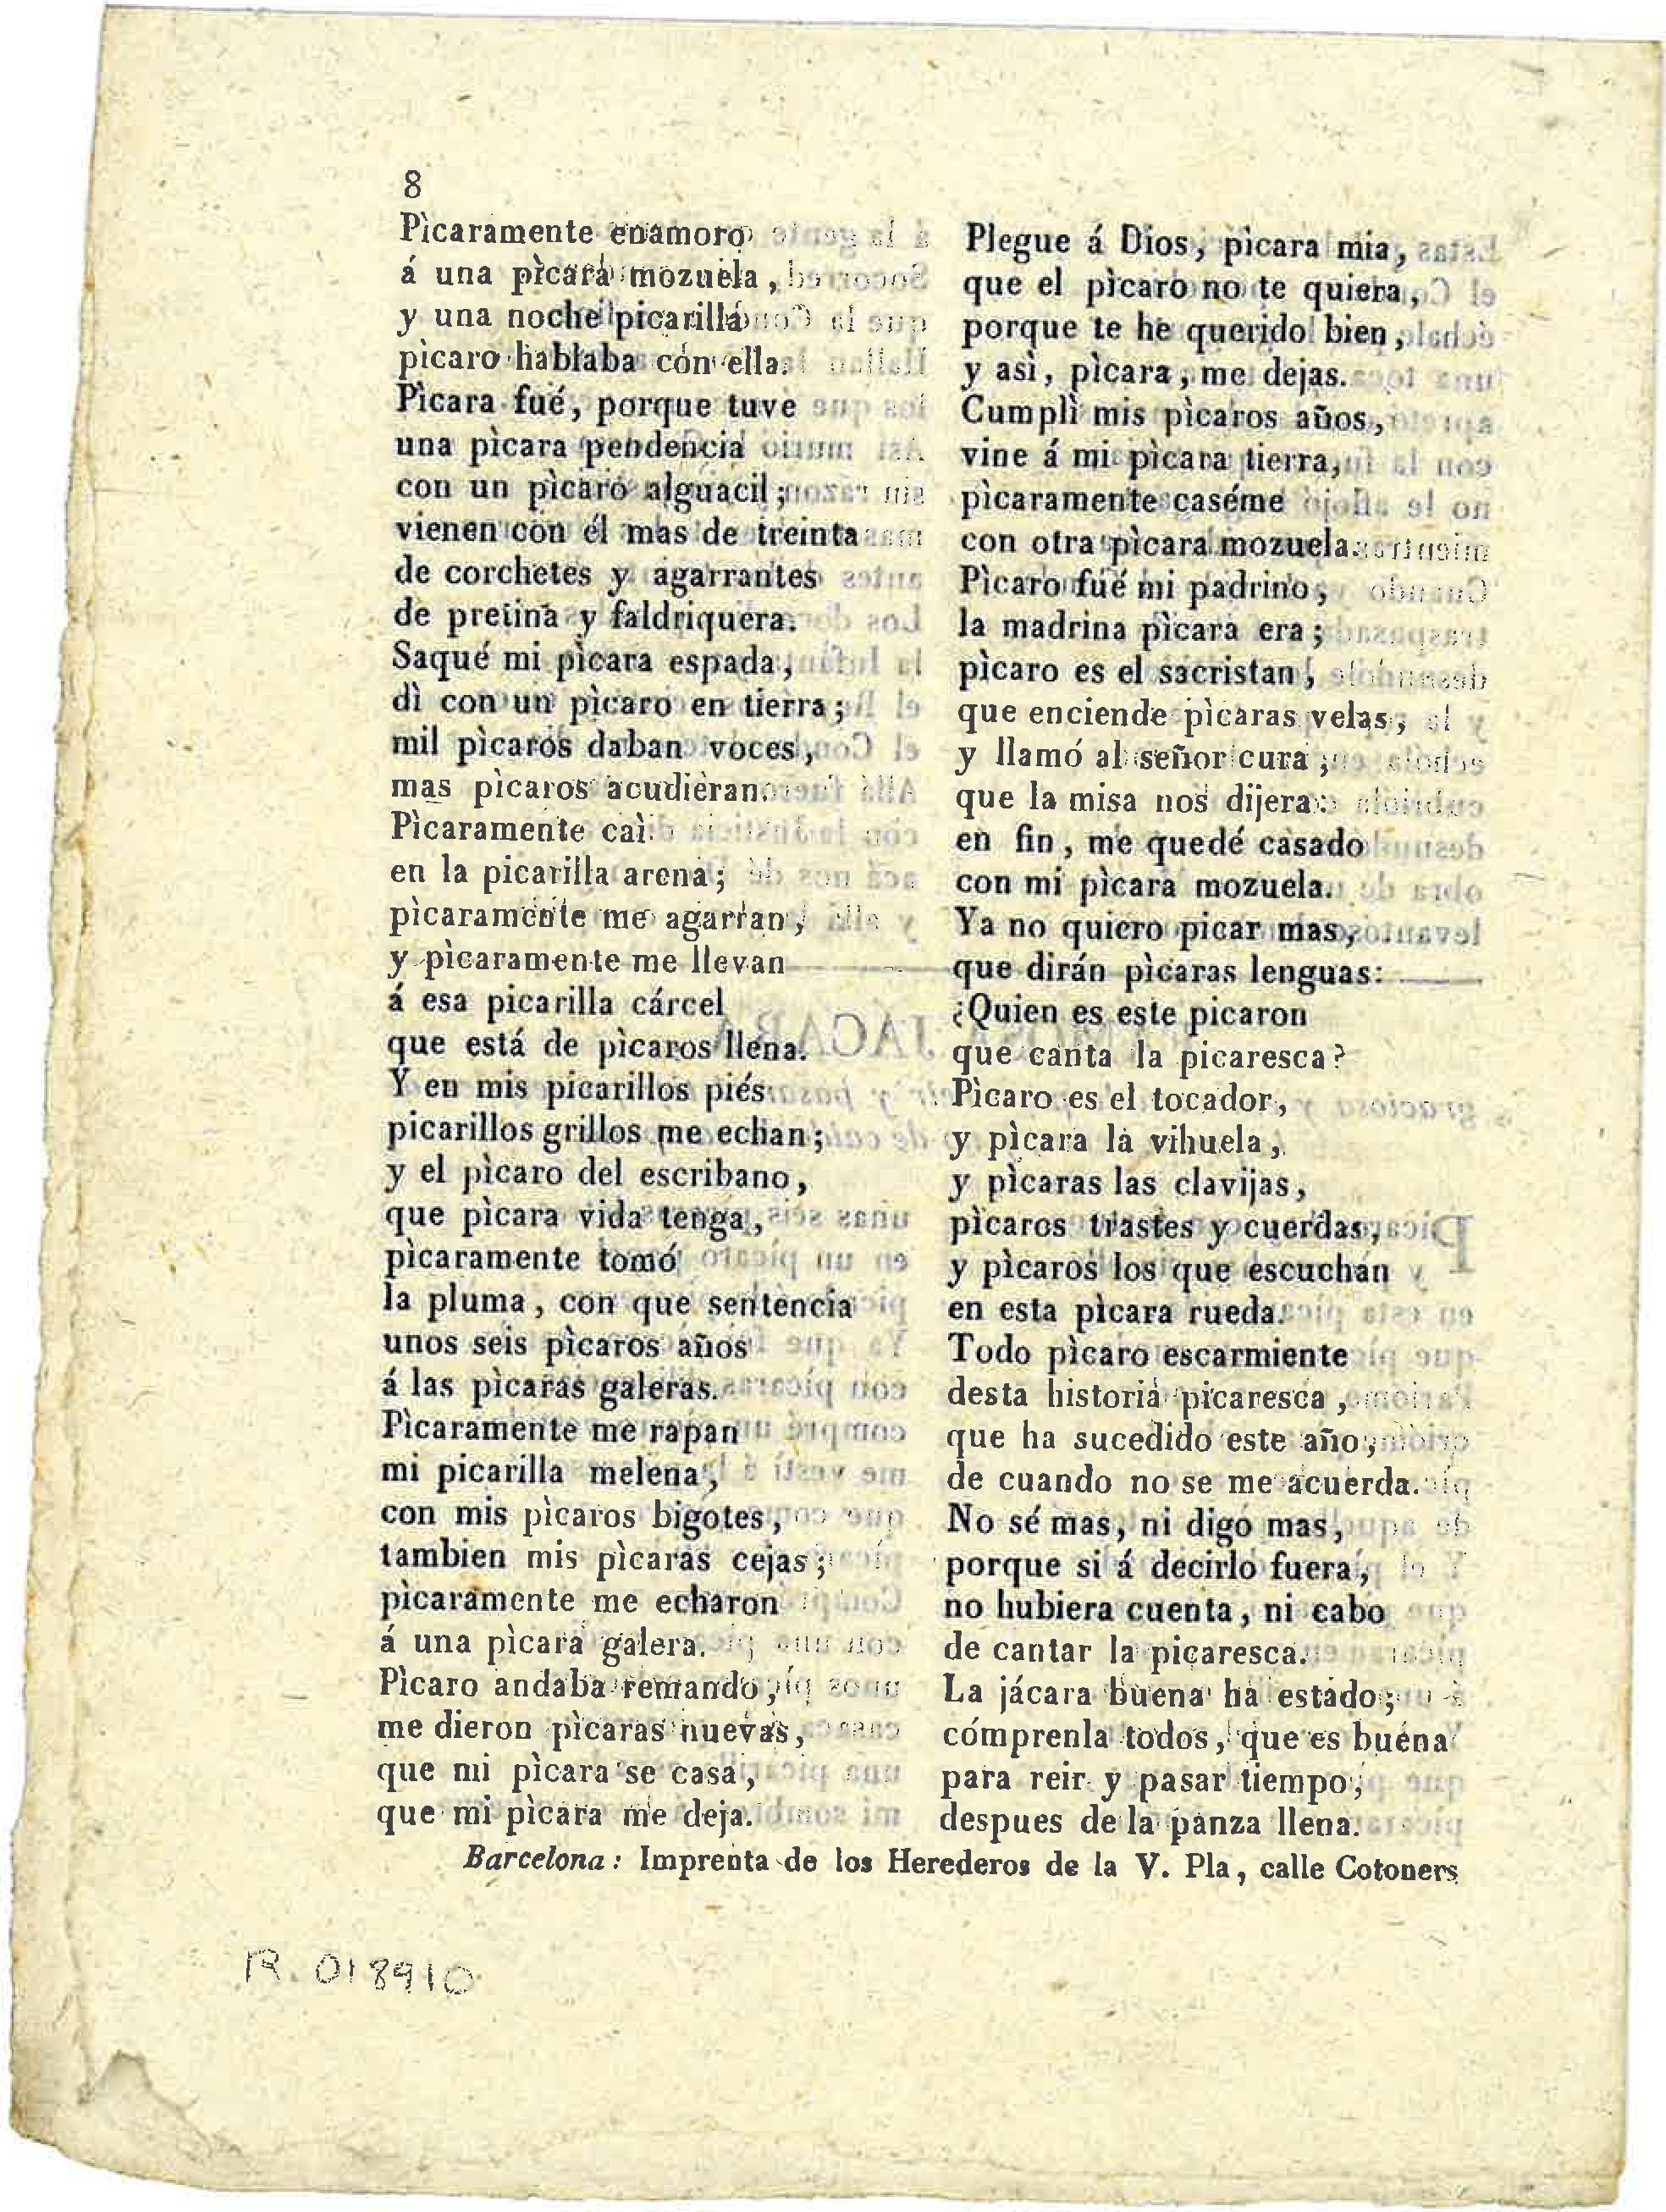 8
Pìcaramente enamoro
á una pìcara mozuela,
y una noche picarilla
pìcaro hablaba con ella.
Pìcara fué, porque tuve
una pìcara pendencia
con un pìcaro alguacil;
vienen con él mas de treinta
de corchetes y agarrantes
de pretina y faldriquera.
Saqué mi pìcara espada,
dì con un pìcaro en tierra;
mil pìcaros daban voces,
mas pìcaros acudieran.
Pìcaramente caì
en la picarilla arena;
pìcaramente me agarran,
y pìcaramente me llevan
á esa picarilla cárcel
que está de pìcaros llena.
Y en mis picarillos piés
picarillos grillos me echan;
y el pìcaro del escribano,
que pìcara vida tenga,
pìcaramente tomó
la pluma, con que sentencia
unos seis pìcaros años
á las pìcaras galeras.
Pìcaramente me rapan
mi picarilla melena,
con mis pìcaros bigotes,
tambien mis pìcaras cejas;
pìcaramente me echaron
á una pìcara galera.
Pìcaro andaba remando,
me dieron pìcaras nuevas,
que mi pìcara se casa,
que mi pìcara me deja.
Plegue á Dios, pìcara mia,
que el pìcaro no te quiera,
porque te he querido bien,
y asì, pìcara, me dejas.
Cumplì mis pìcaros años,
vine á mi pìcara tierra,
pìcaramente caséme
con otra pìcara mozuela.
Pìcaro fué mi padrino,
la madrina pìcara era;
pìcaro es el sacristan,
que enciende pìcaras velas,
y llamó al señor cura,
que la misa nos dijera:
en fin, me quedé casado
con mi pìcara mozuela.
Ya no quiero picar mas,
que dirán pìcaras lenguas:
¿Quien es este picaron
que canta la picaresca?
Pìcaro es el tocador,
y pìcara la vihuela,
y pìcaras las clavijas,
pìcaros trastes y cuerdas,
y pìcaros los que escuchan
en esta pìcara rueda.
Todo pìcaro escarmiente
desta historia picaresca,
que ha sucedido este año,
de cuando no se me acuerda.
No sé mas, ni digo mas,
porque si á decirlo fuera,
no hubiera cuenta, ni cabo
de cantar la picaresca.
La jácara buena ha estado;
cómprenla todos, que es buena
para reir y pasar tiempo,
despues de la panza llena.
Barcelona: Imprenta de los Herederos de la V. Pla, calle Cotoners
R. 018910